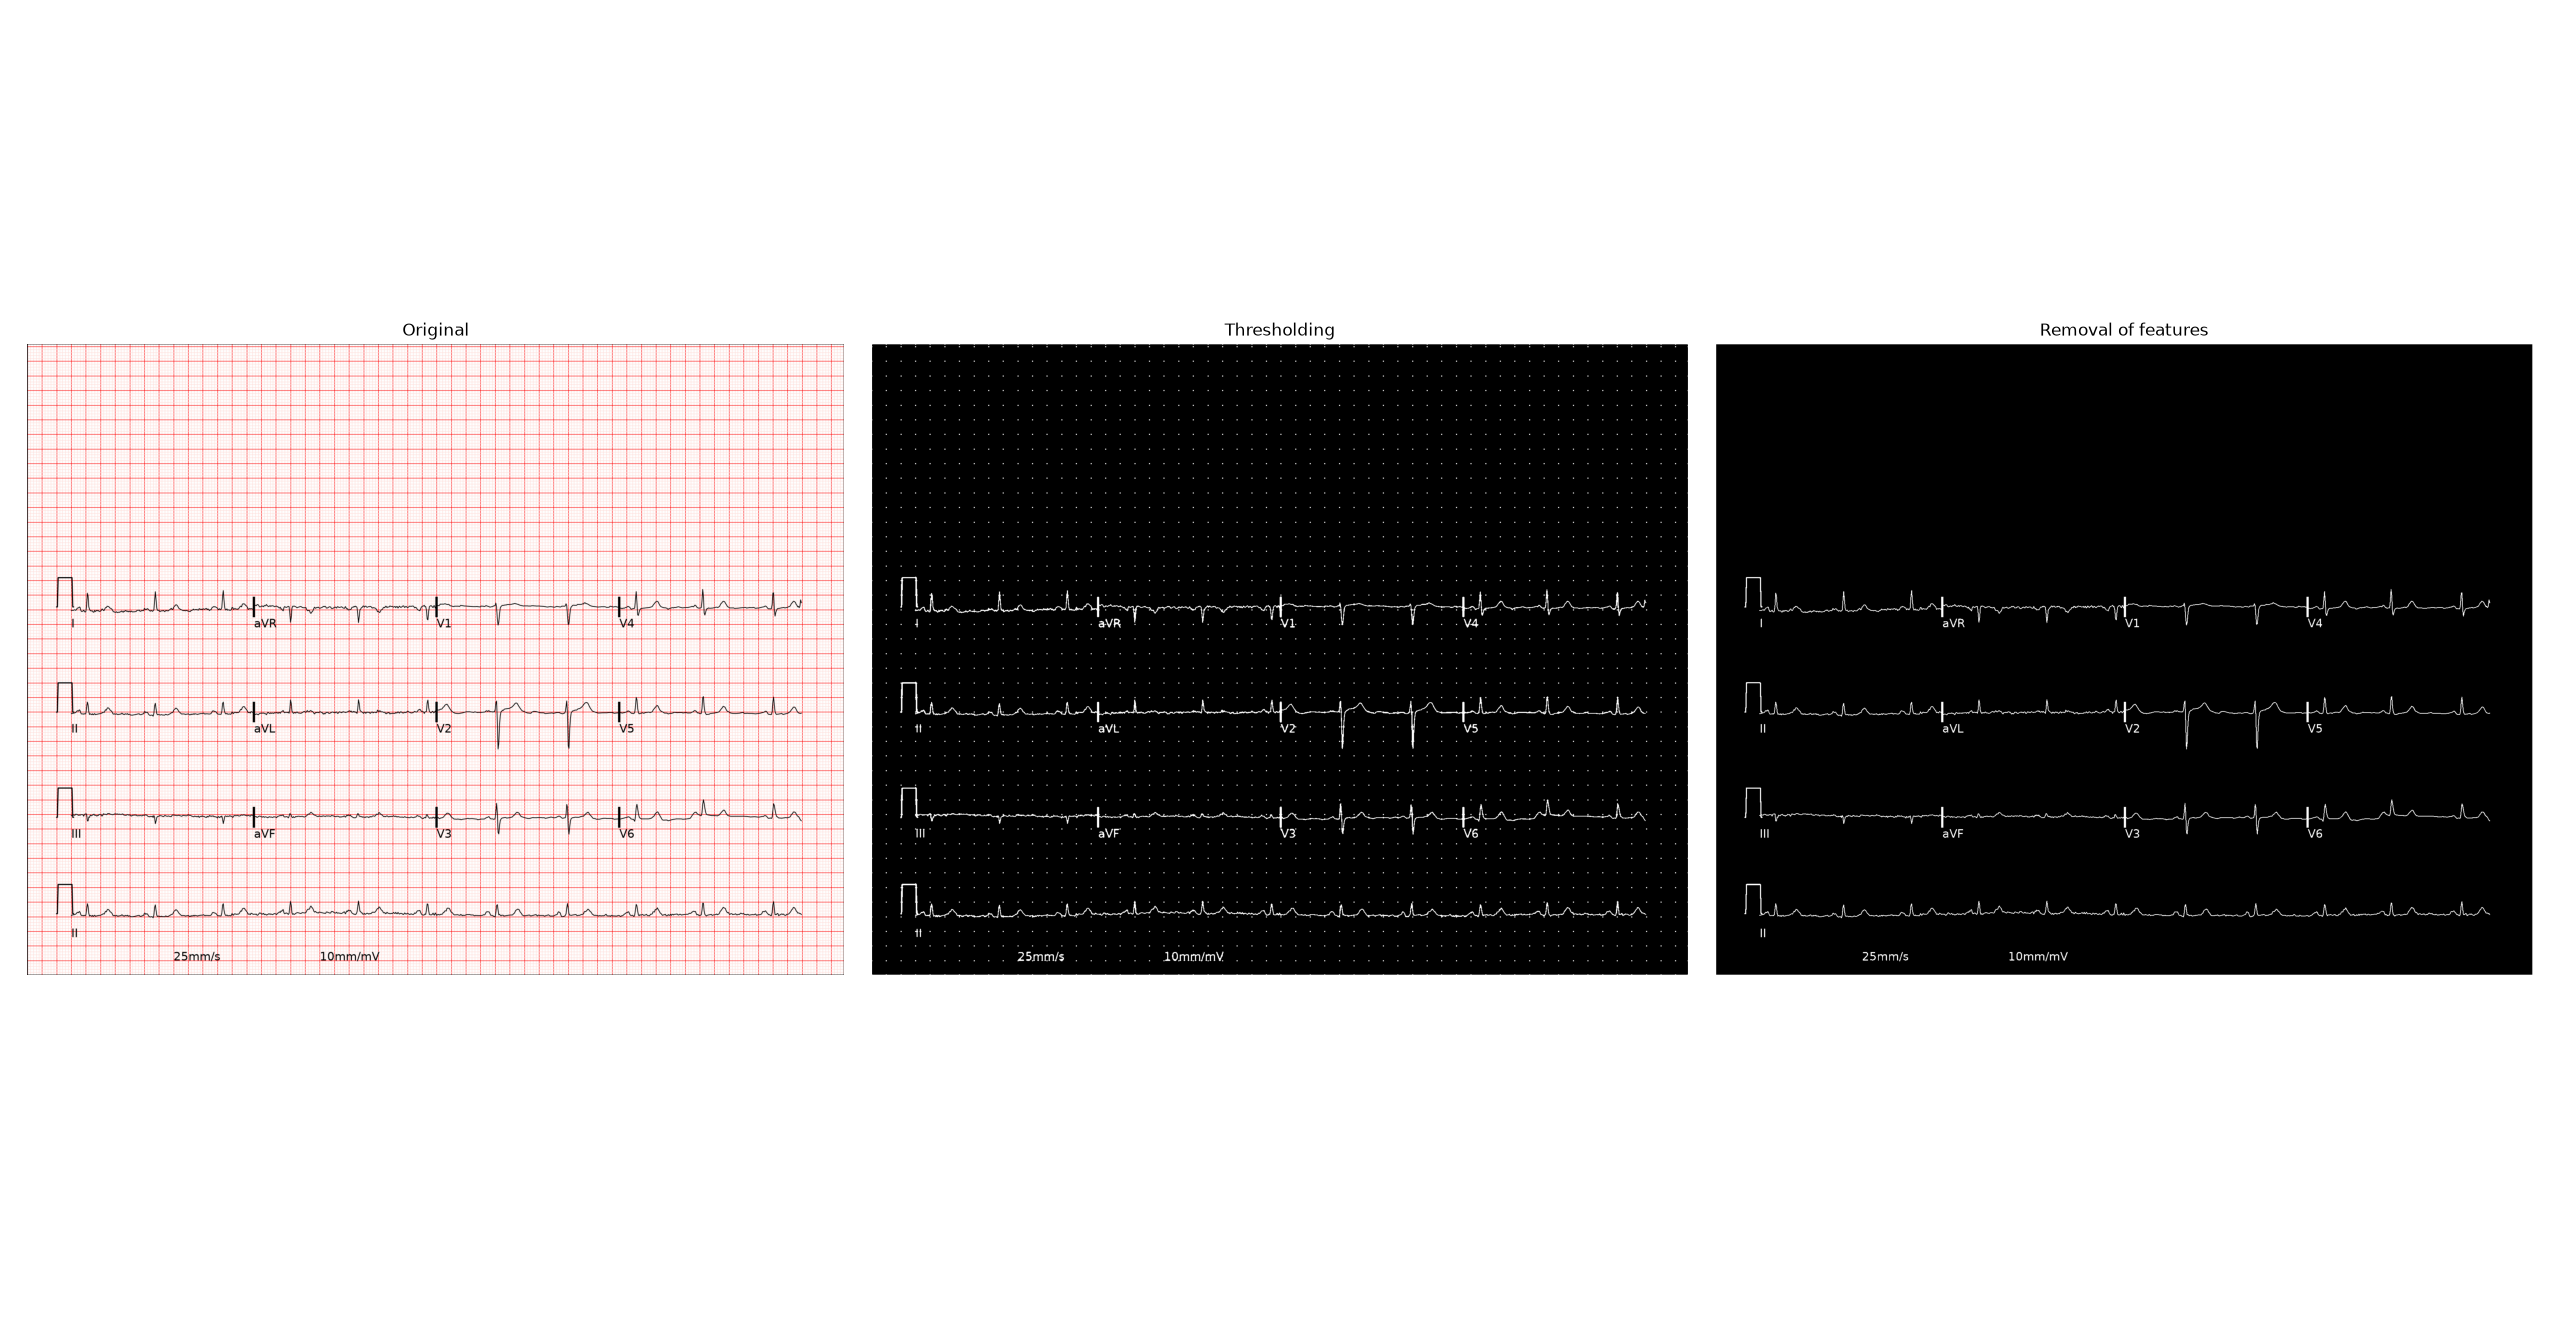 Original
I aVR V1 V4
II aVL V2 V5
III aVF V3 V6
II
25mm/s 10mm/mV
Thresholding
I aVR V1 V4
II aVL V2 V5
III aVF V3 V6
II
25mm/s 10mm/mV
Removal of features
I aVR V1 V4
II aVL V2 V5
III aVF V3 V6
II
25mm/s 10mm/mV